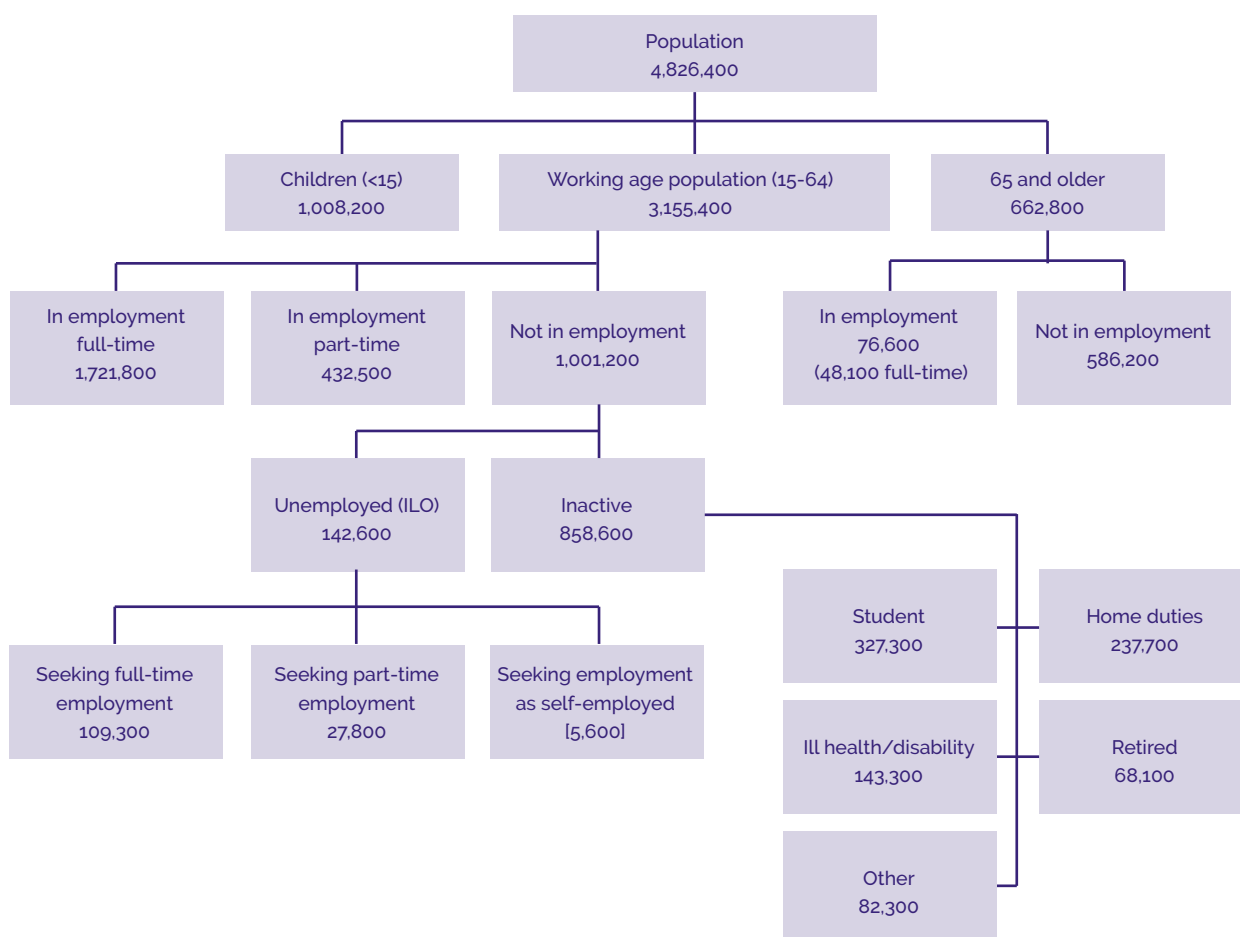 Population
4,826,400
Children (<15)
1,008,200
Working age population (15-64)
3,155,400
65 and older
662,800
In employment
full-time
1,721,800
In employment
part-time
432,500
Not in employment
1,001,200
In employment
76,600
(48,100 full-time)
Not in employment
586,200
Unemployed (ILO)
142,600
Inactive
858,600
Seeking full-time
employment
109,300
Seeking part-time
employment
27,800
Seeking employment
as self-employed
[5,600]
Student
327,300
Home duties
237,700
Ill health/disability
143,300
Retired
68,100
Other
82,300